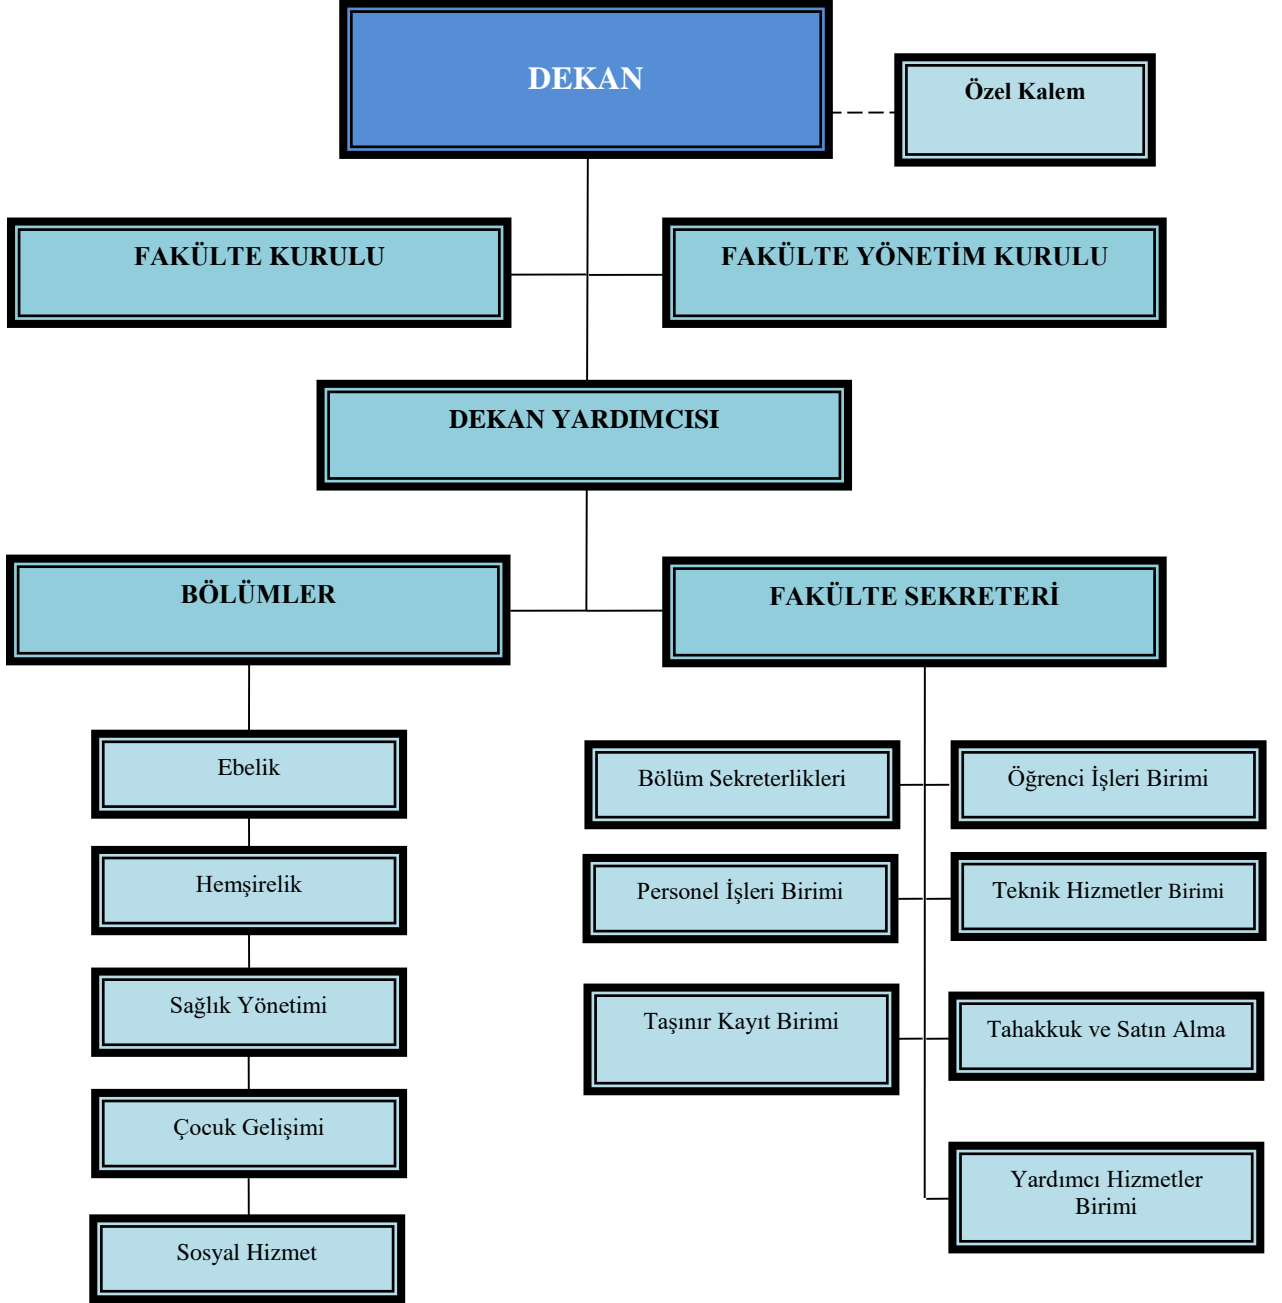 DEKAN
Özel Kalem
FAKÜLTE KURULU
FAKÜLTE YÖNETİM KURULU
DEKAN YARDIMCISI
BÖLÜMLER
FAKÜLTE SEKRETERİ
Ebelik
Hemşirelik
Sağlık Yönetimi
Çocuk Gelişimi
Sosyal Hizmet
Bölüm Sekreterlikleri
Öğrenci İşleri Birimi
Personel İşleri Birimi
Teknik Hizmetler Birimi
Taşınır Kayıt Birimi
Tahakkuk ve Satın Alma
Yardımcı Hizmetler
Birimi